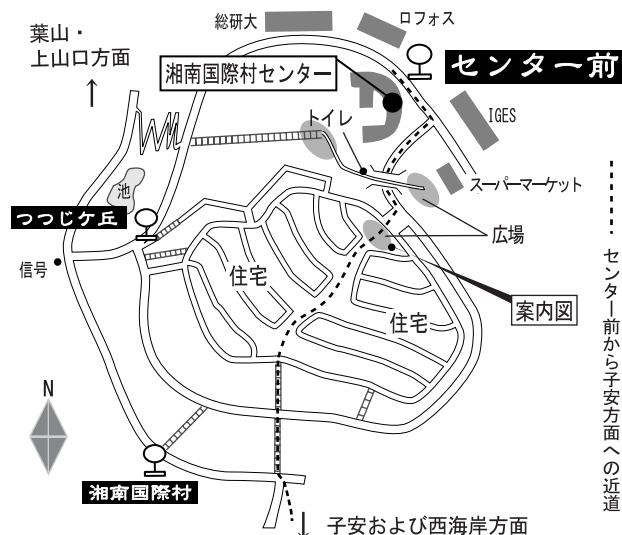 総研大
ロフォス
葉山・
上山口方面
センター前
湘南国際村センター
トイレ
IGES
スーパーマーケット
池
つつじケ丘
広場
信号
住宅
住宅
案内図
センター前から子安方面への近道
N
湘南国際村
子安および西海岸方面